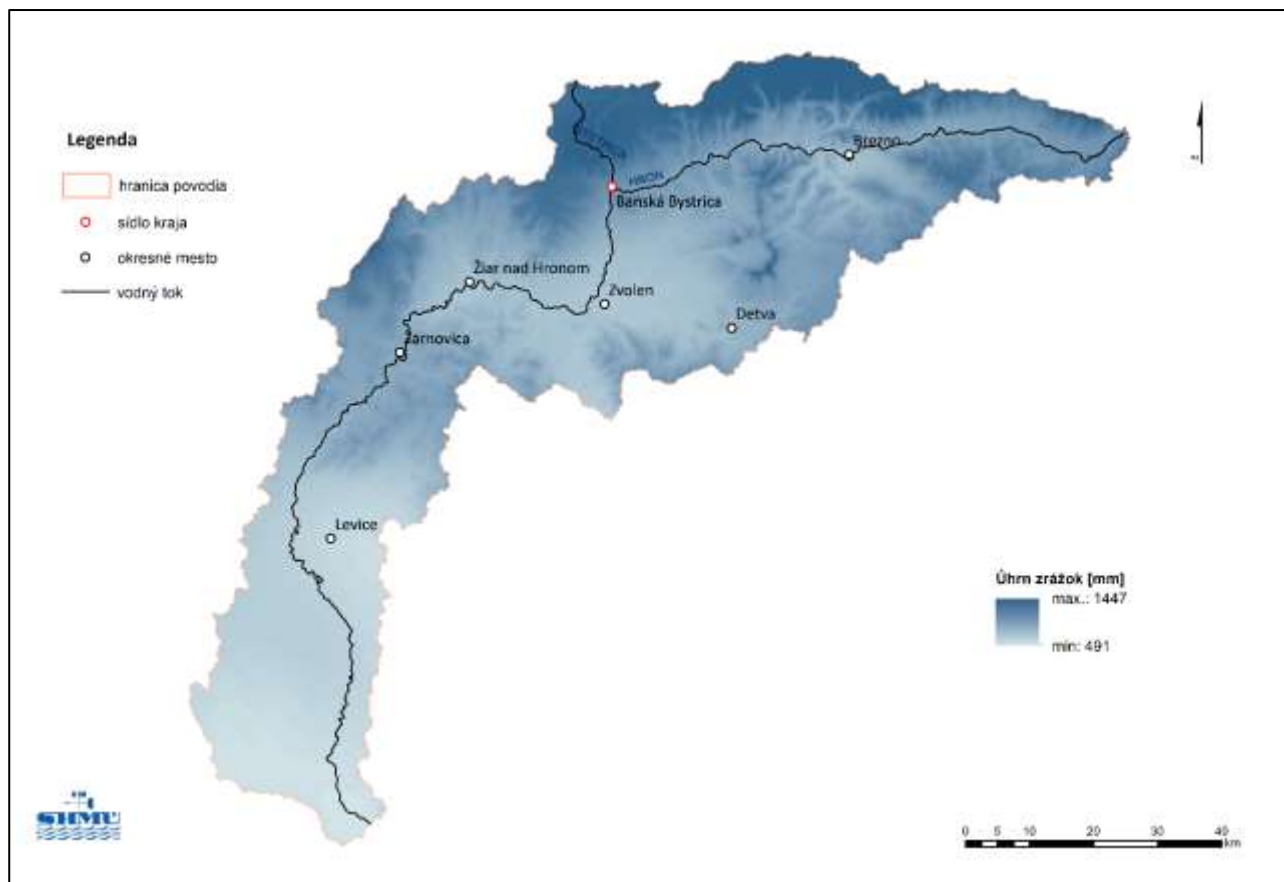 Legenda
hranica povodia
sídlo kraja
okresné mesto
vodný tok
Brezno
HRON
Banská Bystrica
Žiar nad Hronom
Zvolen
Detva
Žarnovica
Levice
Úhrn zrážok [mm]
max.: 1447
min: 491
SHMÚ
0 5 10 20 30 40
km